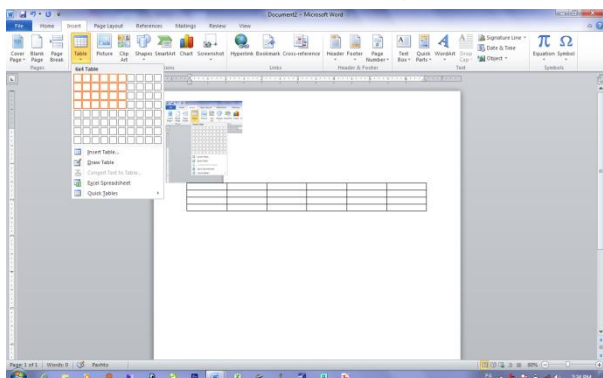 Document2 - Microsoft Word
File Home Insert Page Layout References Mailings Review View
Cover Page Blank Page Page Break Table Picture Clip Art Shapes SmartArt Chart Screenshot Hyperlink Bookmark Cross-reference Header Footer Page Number Text Box Quick Parts WordArt Drop Cap Signature Line Date & Time Object Equation Symbol
Pages Links Header & Footer Text Symbols
6x4 Table
Insert Table...
Draw Table
Convert Text to Table...
Excel Spreadsheet
Quick Tables
Page: 1 of 1 Words: 0 Pashto 80%